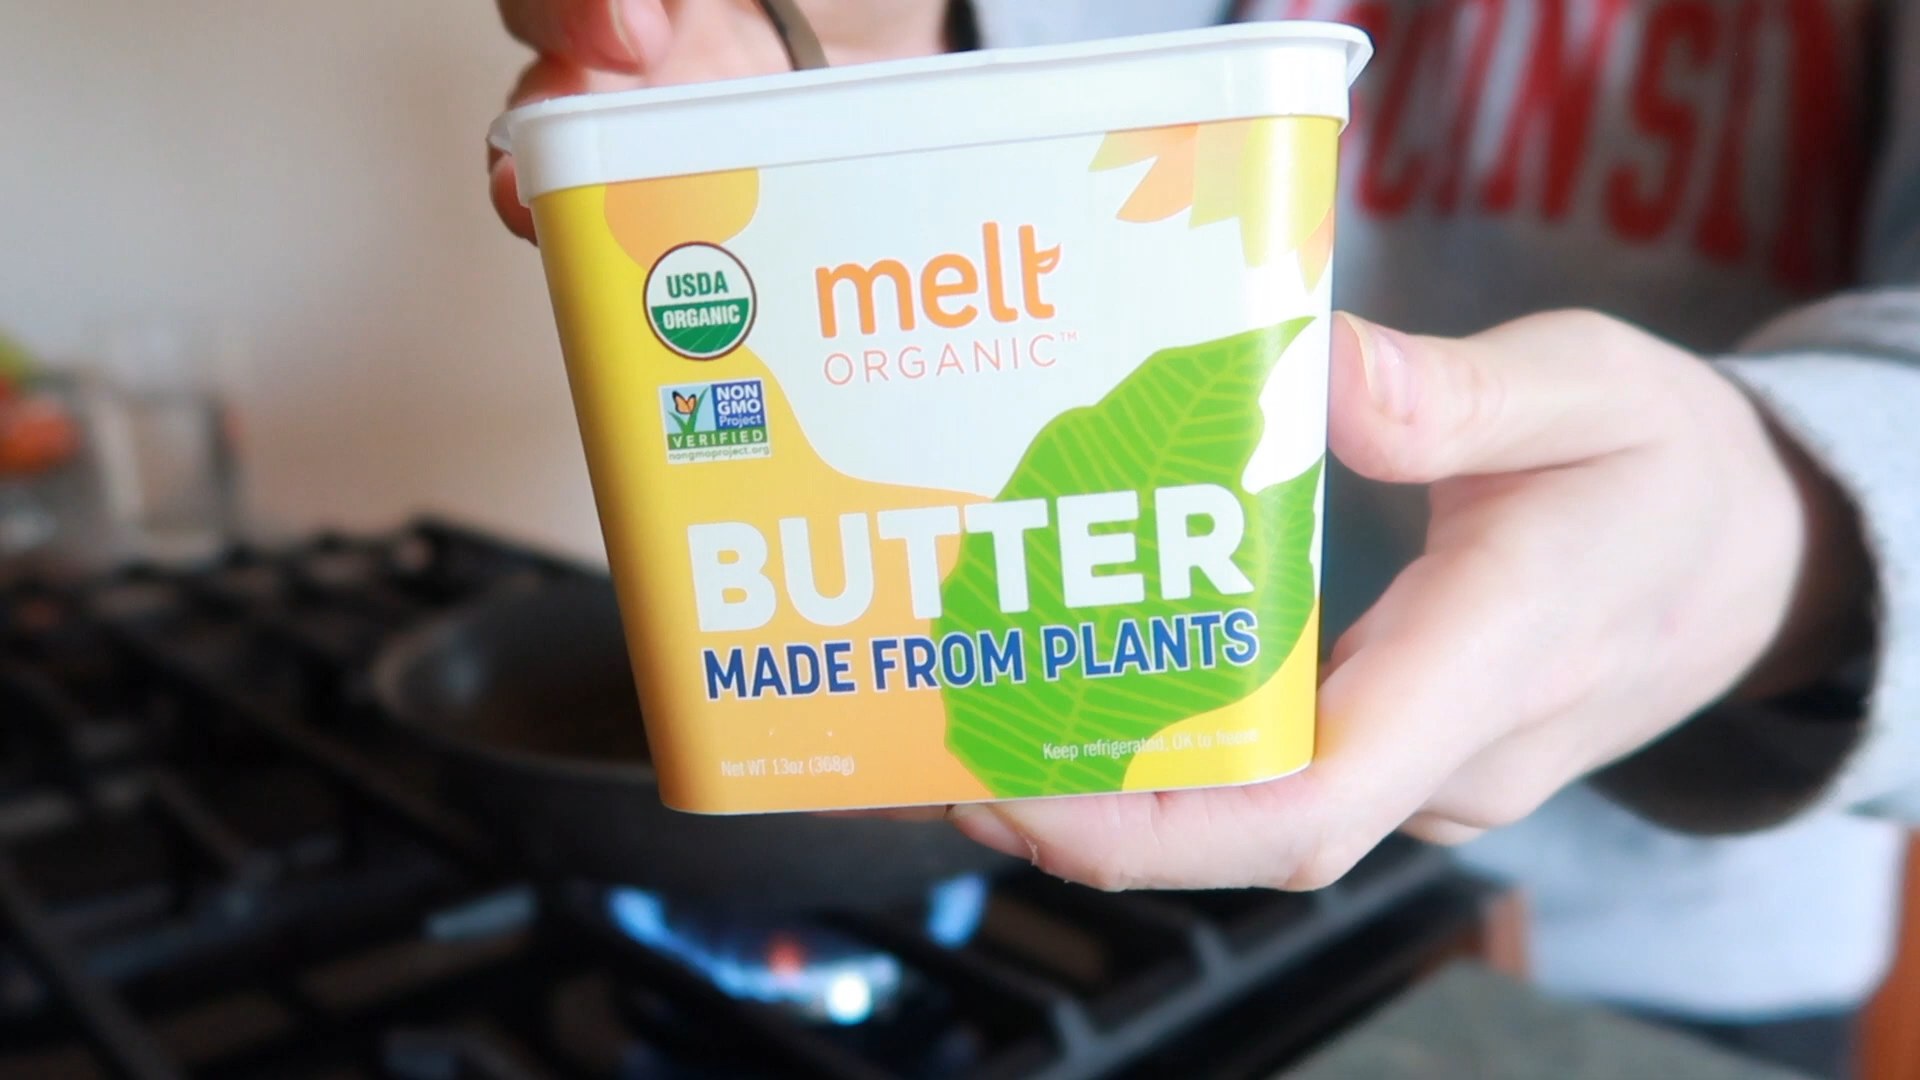 CINSIN
USDA
ORGANIC
melt
ORGANIC™
NON
GMO
Project
VERIFIED
nongmoproject.org
BUTTER
MADE FROM PLANTS
Net WT 13oz (368g)
Keep refrigerated, OK to freeze